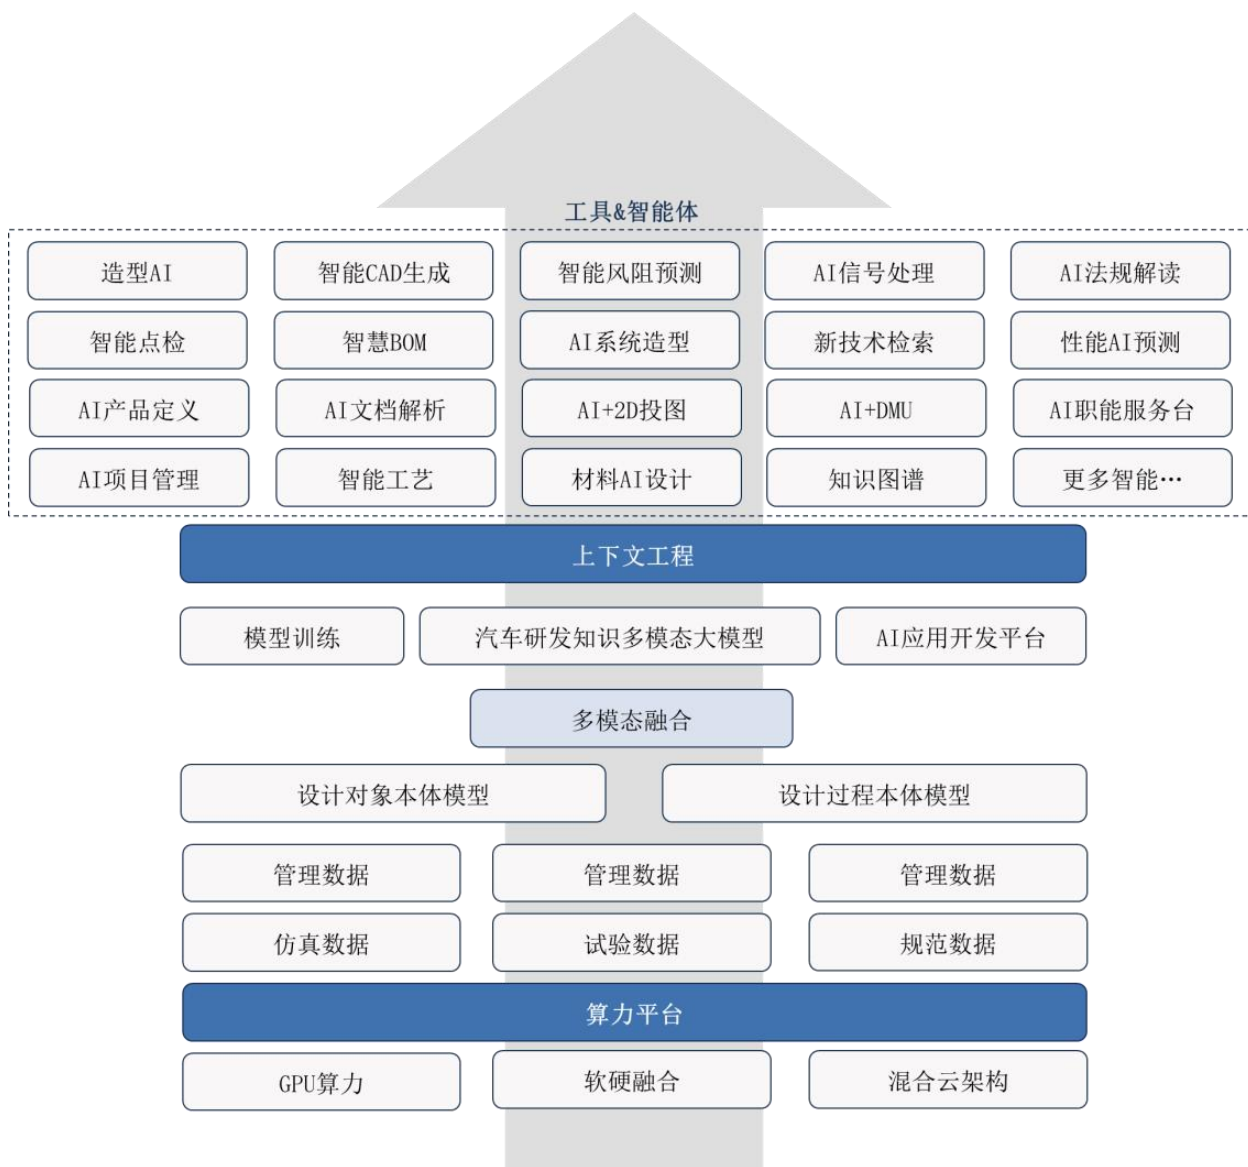 工具&智能体
造型AI 智能CAD生成 智能风阻预测 AI信号处理 AI法规解读
智能点检 智慧BOM AI系统造型 新技术检索 性能AI预测
AI产品定义 AI文档解析 AI+2D投图 AI+DMU AI职能服务台
AI项目管理 智能工艺 材料AI设计 知识图谱 更多智能…
上下文工程
模型训练 汽车研发知识多模态大模型 AI应用开发平台
多模态融合
设计对象本体模型 设计过程本体模型
管理数据 管理数据 管理数据
仿真数据 试验数据 规范数据
算力平台
GPU算力 软硬融合 混合云架构